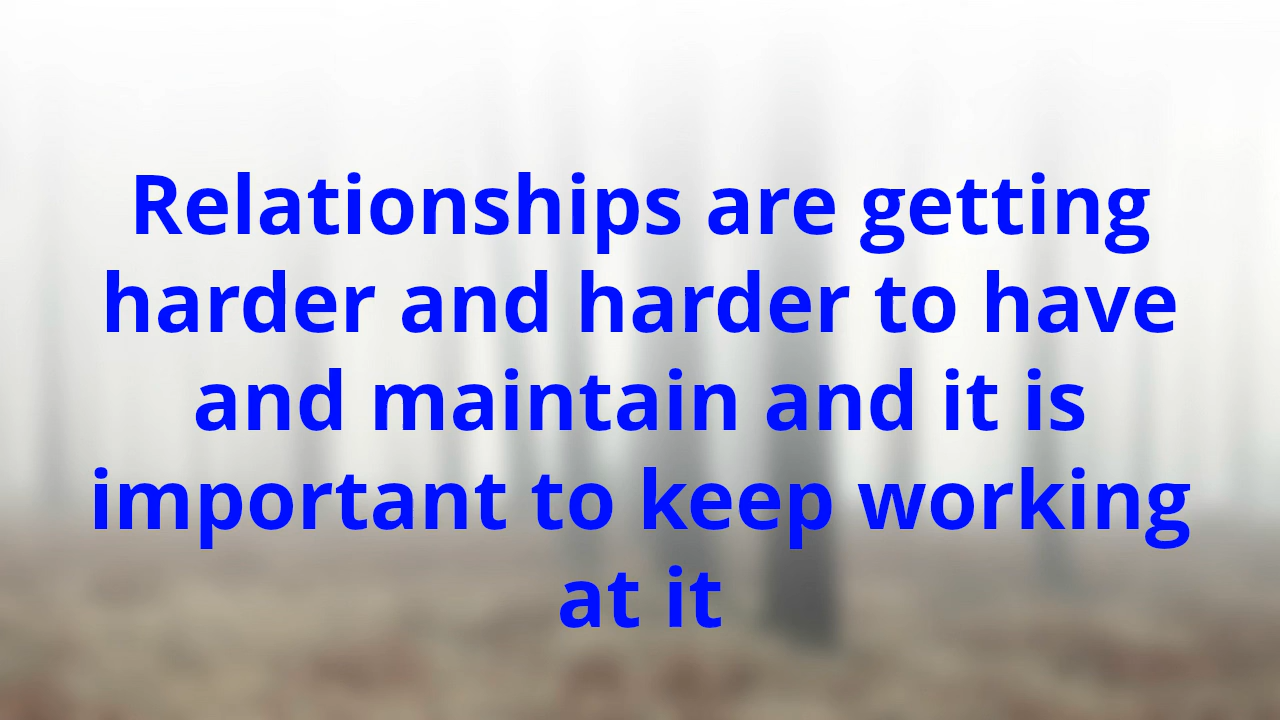 Relationships are getting
harder and harder to have
and maintain and it is
important to keep working
at it